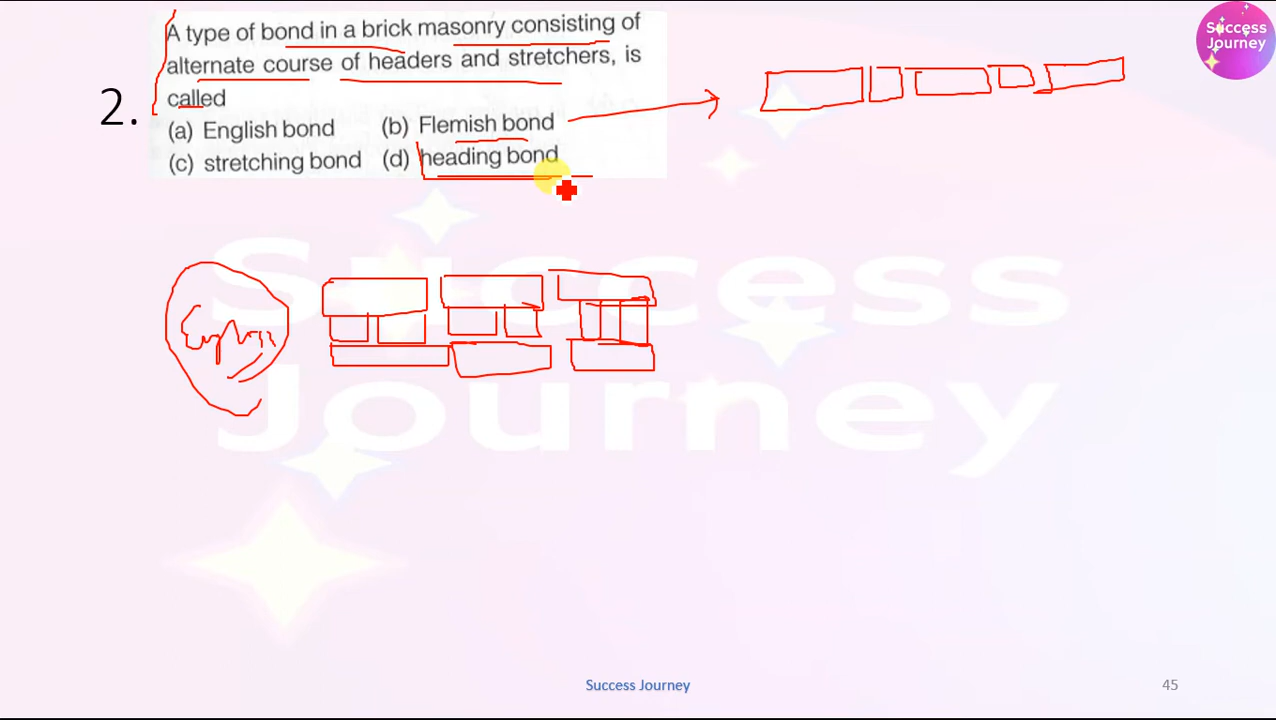 Success
Journey
A type of bond in a brick masonry consisting of
alternate course of headers and stretchers, is
called
2.
(a) English bond (b) Flemish bond
(c) stretching bond (d) heading bond
Success
Journey
Success Journey
45